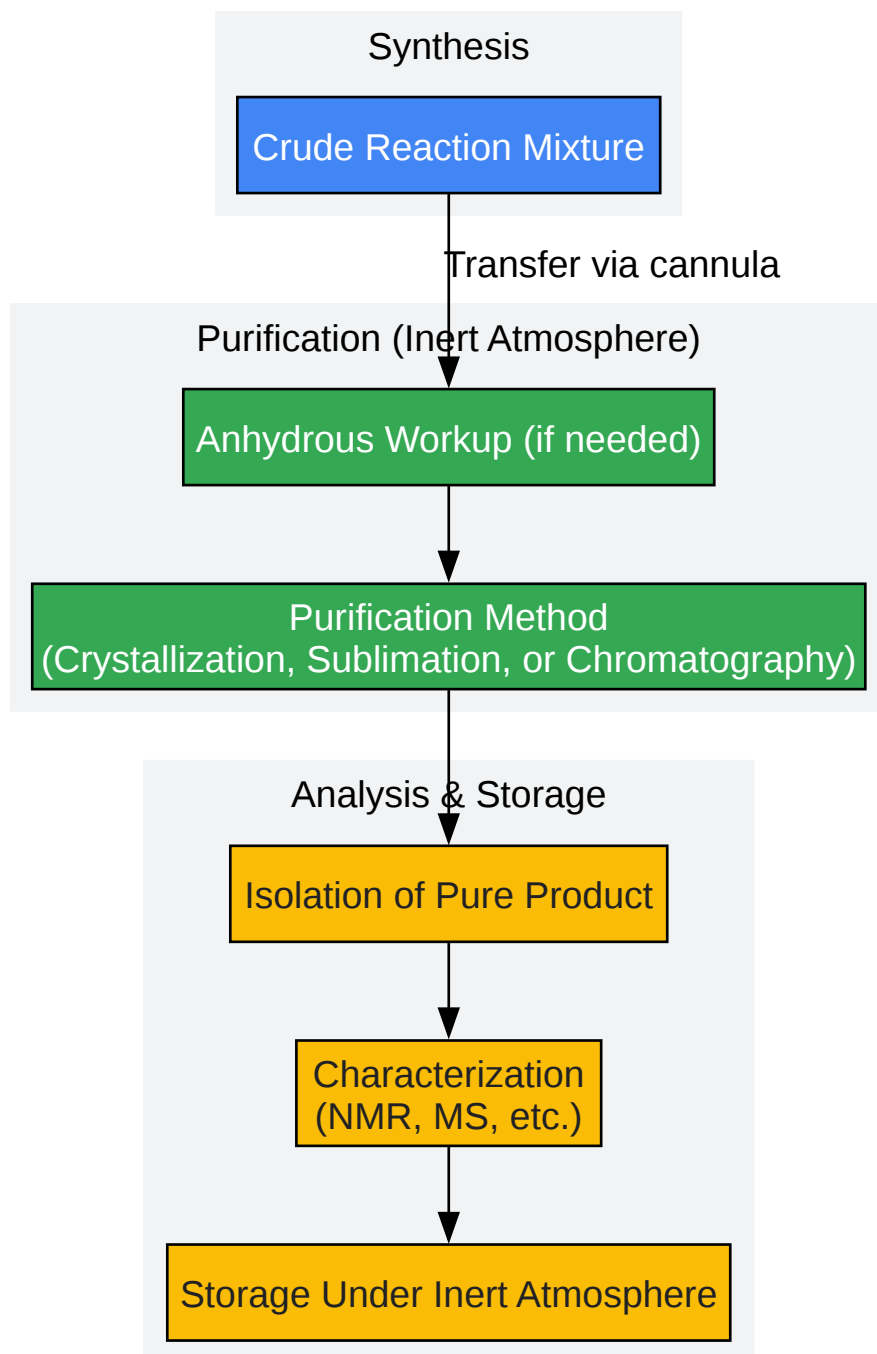 Synthesis
Crude Reaction Mixture
Transfer via cannula
Purification (Inert Atmosphere)
Anhydrous Workup (if needed)
Purification Method
(Crystallization, Sublimation, or Chromatography)
Analysis & Storage
Isolation of Pure Product
Characterization
(NMR, MS, etc.)
Storage Under Inert Atmosphere